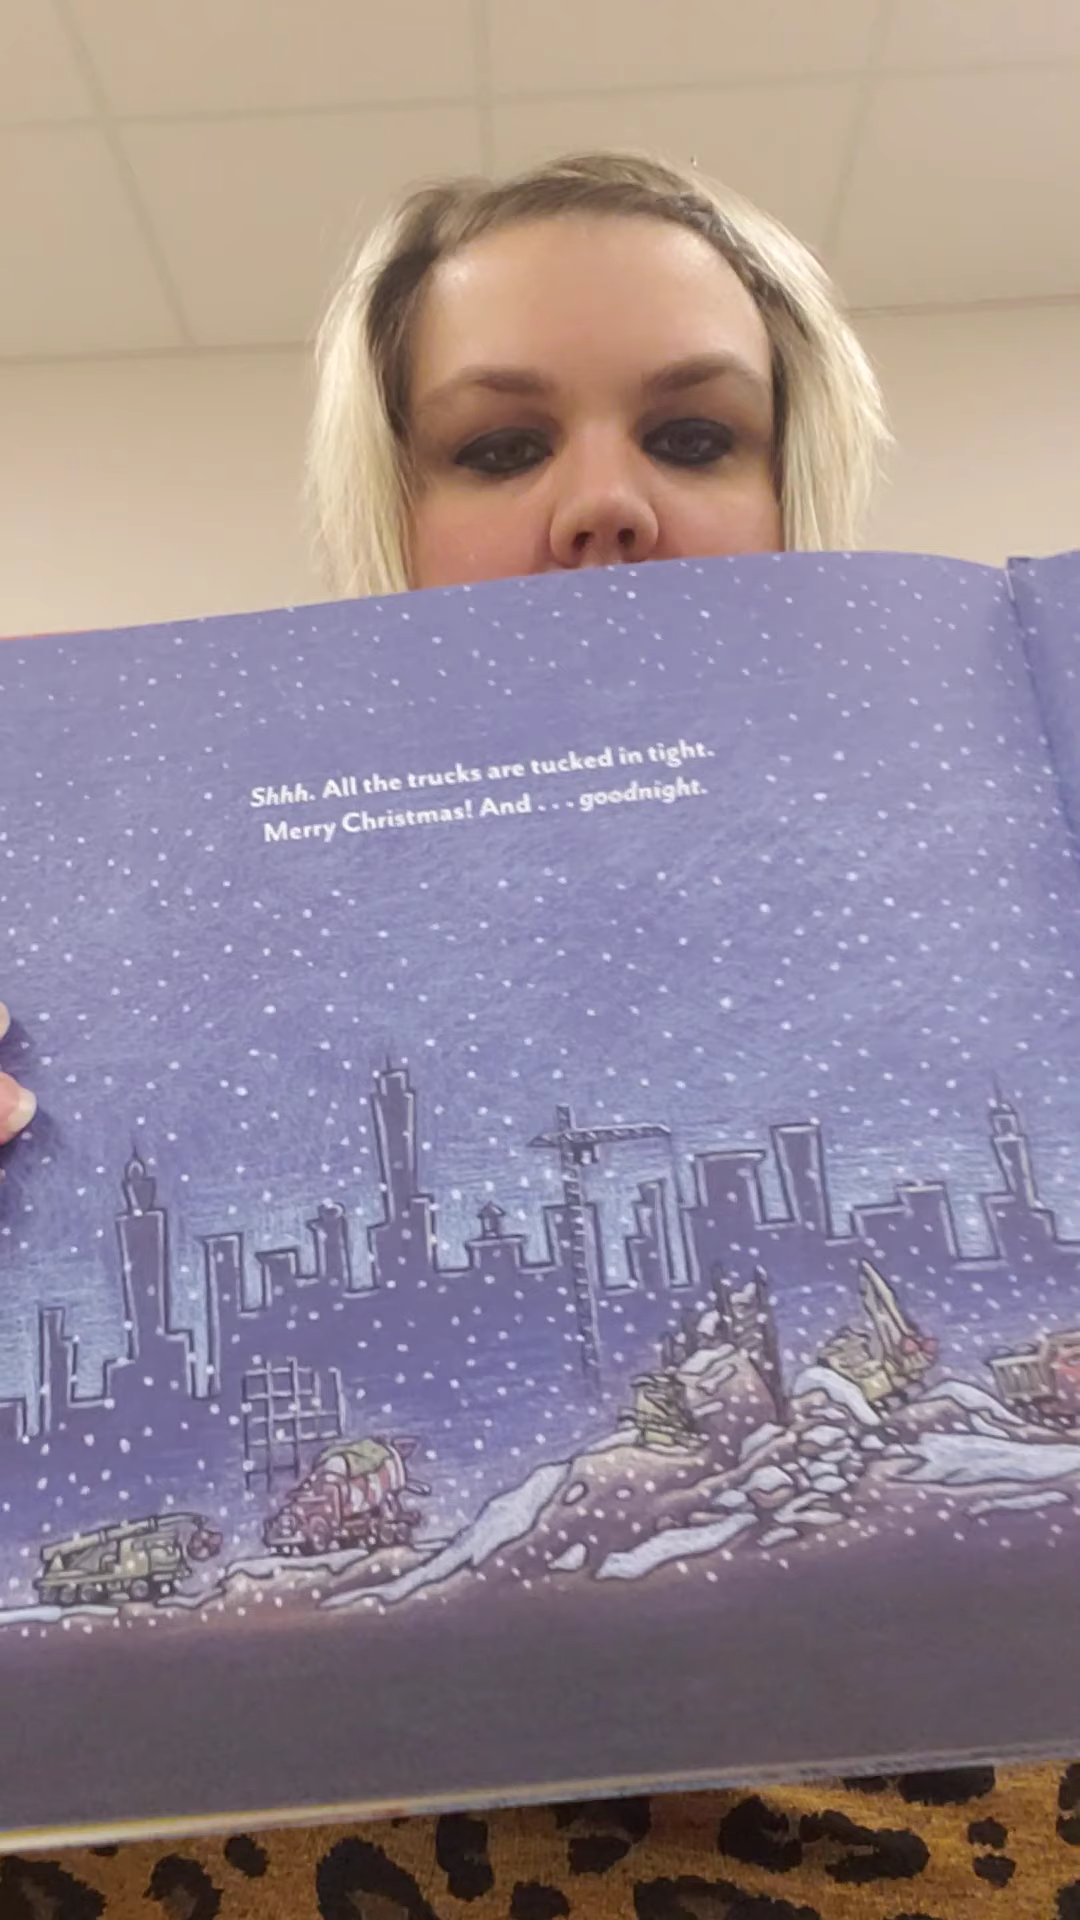 Shhh. All the trucks are tucked in tight.
Merry Christmas! And . . . goodnight.